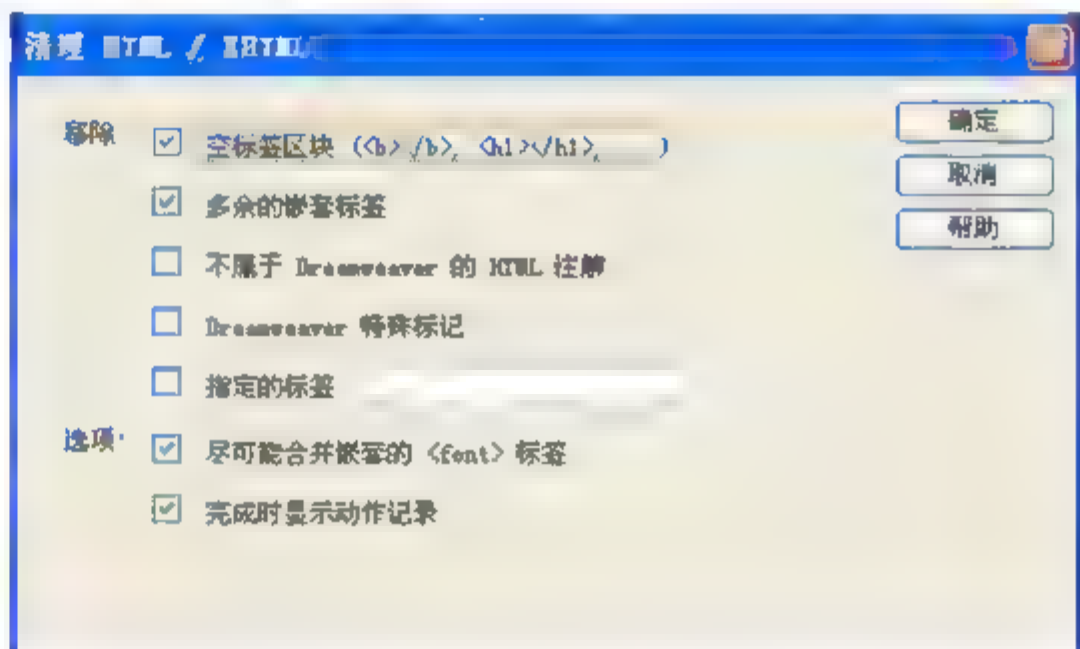 清理 HTML / XHTML
移除
空标签区块 (<b></b>, <h1></h1>, )
多余的嵌套标签
不属于 Dreamweaver 的 HTML 注解
Dreamweaver 特殊标记
指定的标签
选项:
尽可能合并嵌套的 <font> 标签
完成时显示动作记录
确定
取消
帮助